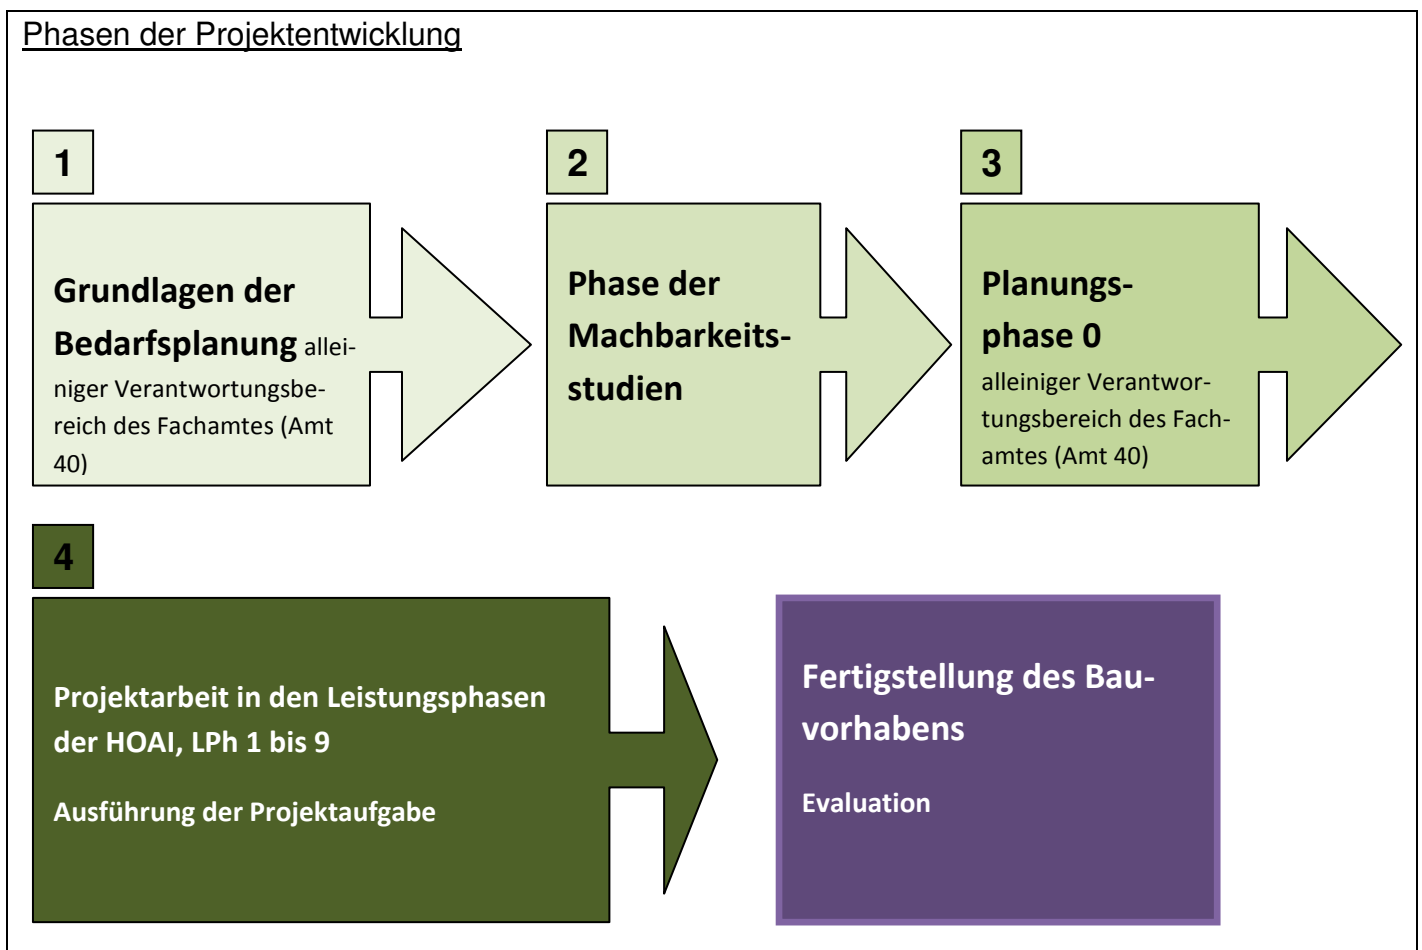 Phasen der Projektentwicklung
1
Grundlagen der
Bedarfsplanung allei-
niger Verantwortungsbe-
reich des Fachamtes (Amt
40)
2
Phase der
Machbarkeits-
studien
3
Planungs-
phase 0
alleiniger Verantwor-
tungsbereich des Fach-
amtes (Amt 40)
4
Projektarbeit in den Leistungsphasen
der HOAI, LPh 1 bis 9
Ausführung der Projektaufgabe
Fertigstellung des Bau-
vorhabens
Evaluation